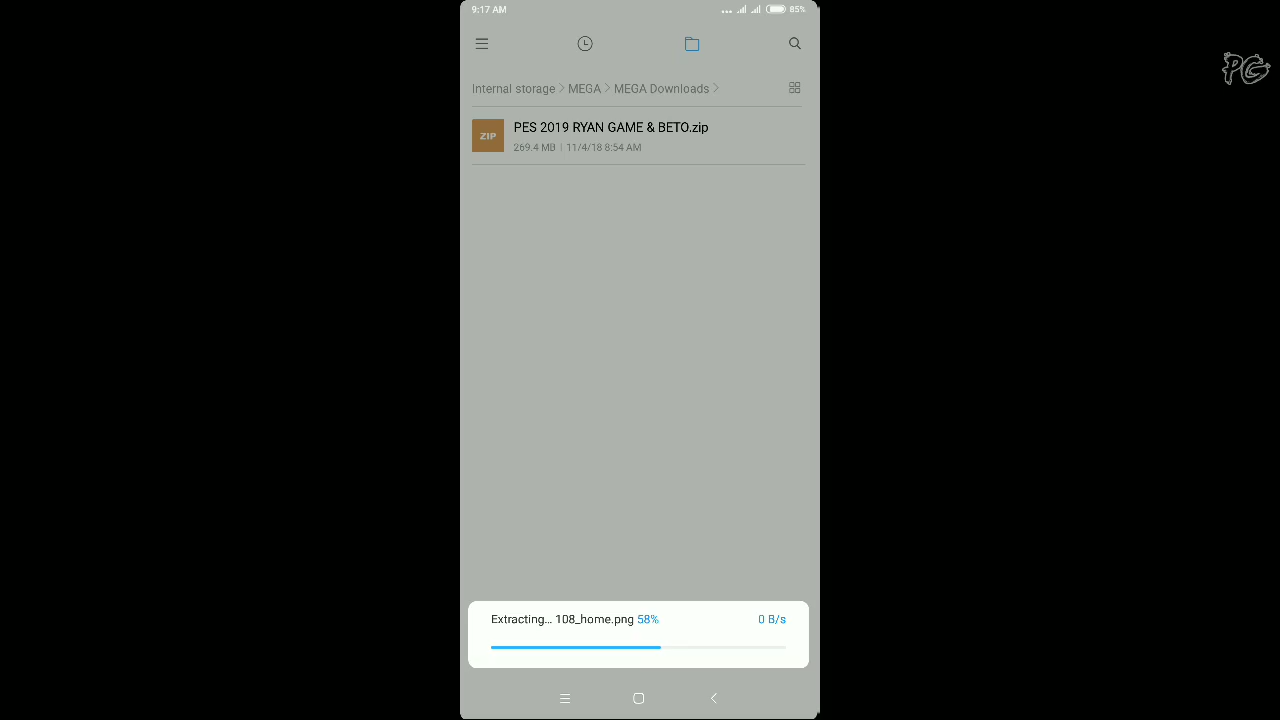 9:17 AM
85%
Internal storage MEGA MEGA Downloads
ZIP
PES 2019 RYAN GAME & BETO.zip
269.4 MB | 11/4/18 8:54 AM
Extracting... 108_home.png 58%
0 B/s
PG